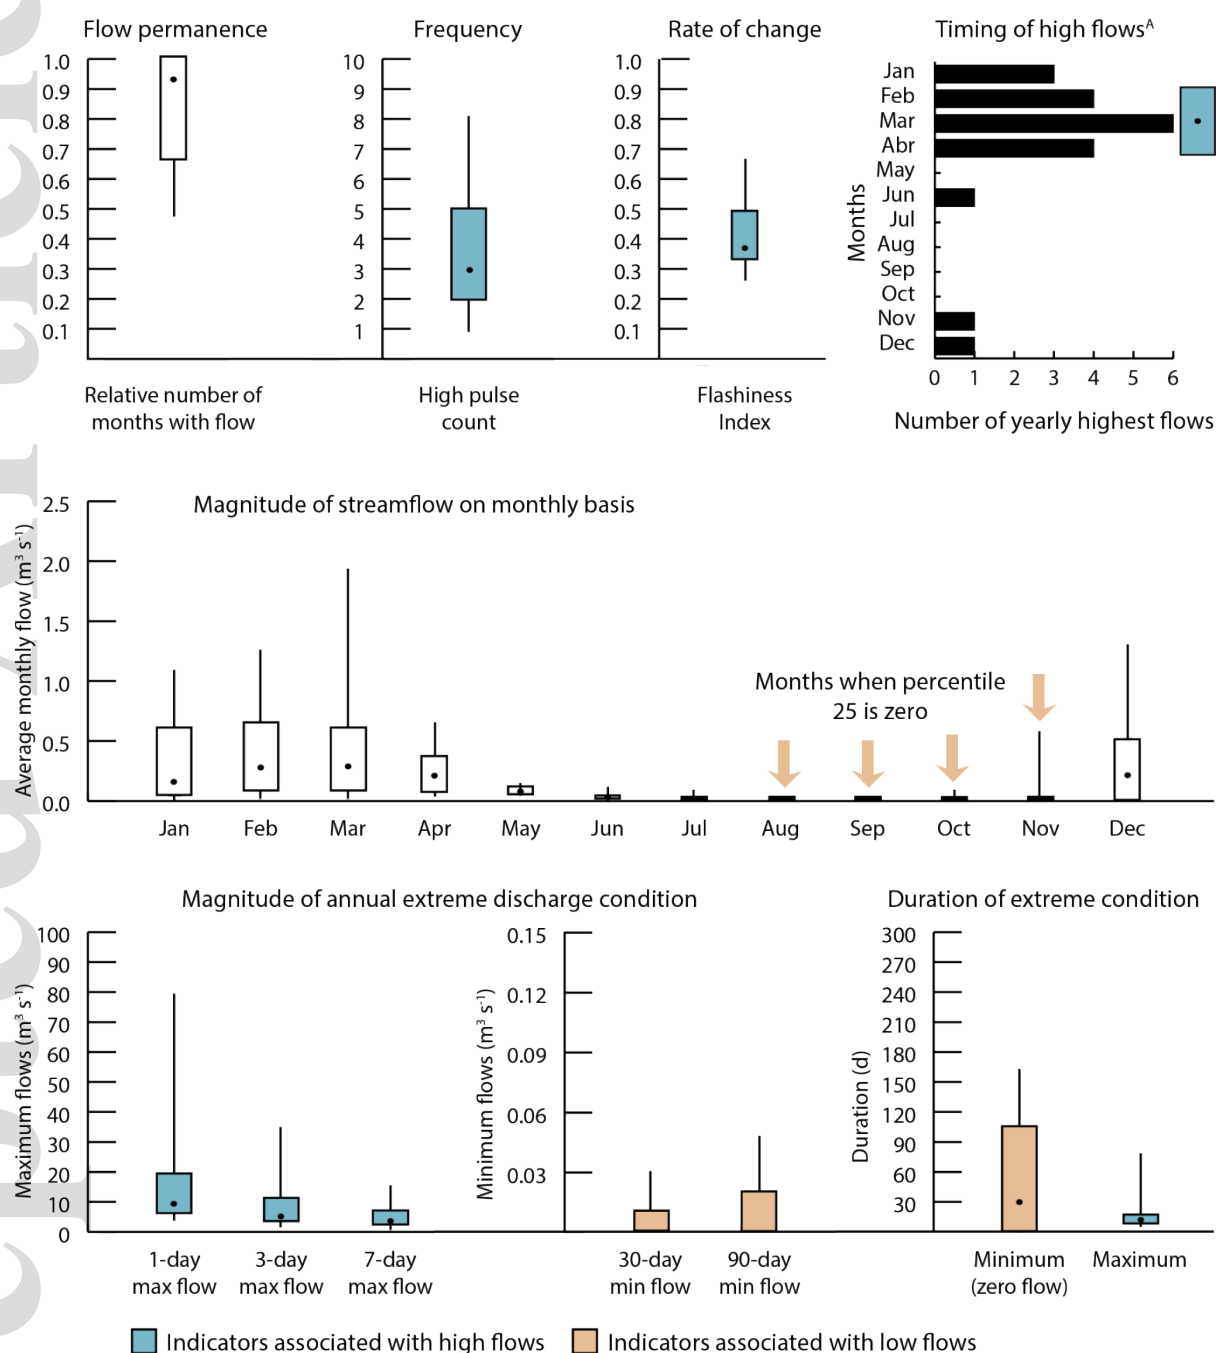 Flow permanence
1.0
0.9
0.8
0.7
0.6
0.5
0.4
0.3
0.2
0.1
Relative number of
months with flow
Frequency
10
9
8
7
6
5
4
3
2
1
High pulse
count
Rate of change
1.0
0.9
0.8
0.7
0.6
0.5
0.4
0.3
0.2
0.1
Flashiness
Index
Timing of high flowsᴬ
Months
Jan
Feb
Mar
Abr
May
Jun
Jul
Aug
Sep
Oct
Nov
Dec
0 1 2 3 4 5 6
Number of yearly highest flows
Magnitude of streamflow on monthly basis
Average monthly flow (m³ s⁻¹)
2.5
2.0
1.5
1.0
0.5
0.0
Months when percentile
25 is zero
Jan Feb Mar Apr May Jun Jul Aug Sep Oct Nov Dec
Magnitude of annual extreme discharge condition
Maximum flows (m³ s⁻¹)
100
90
80
70
60
50
40
30
20
10
0
1-day 3-day 7-day
max flow max flow max flow
Minimum flows (m³ s⁻¹)
0.15
0.12
0.09
0.06
0.03
30-day 90-day
min flow min flow
Duration of extreme condition
Duration (d)
300
270
240
210
180
150
120
90
60
30
Minimum Maximum
(zero flow)
Indicators associated with high flows
Indicators associated with low flows